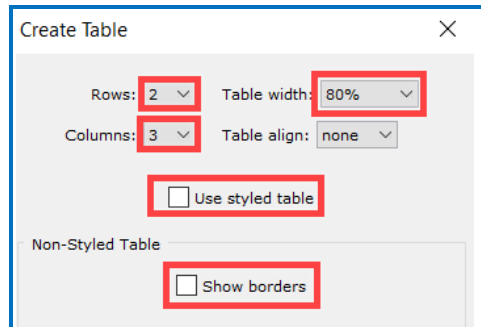 Create Table
Rows: 2 Table width: 80%
Columns: 3 Table align: none
Use styled table
Non-Styled Table
Show borders